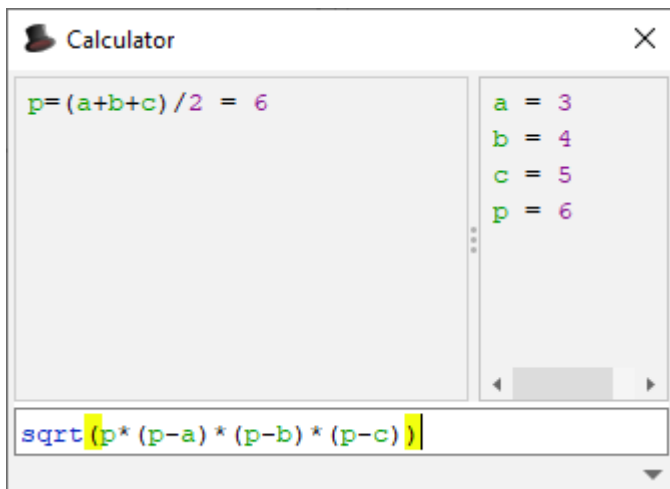 Calculator
p=(a+b+c)/2 = 6
a = 3
b = 4
c = 5
p = 6
sqrt(p*(p-a)*(p-b)*(p-c))